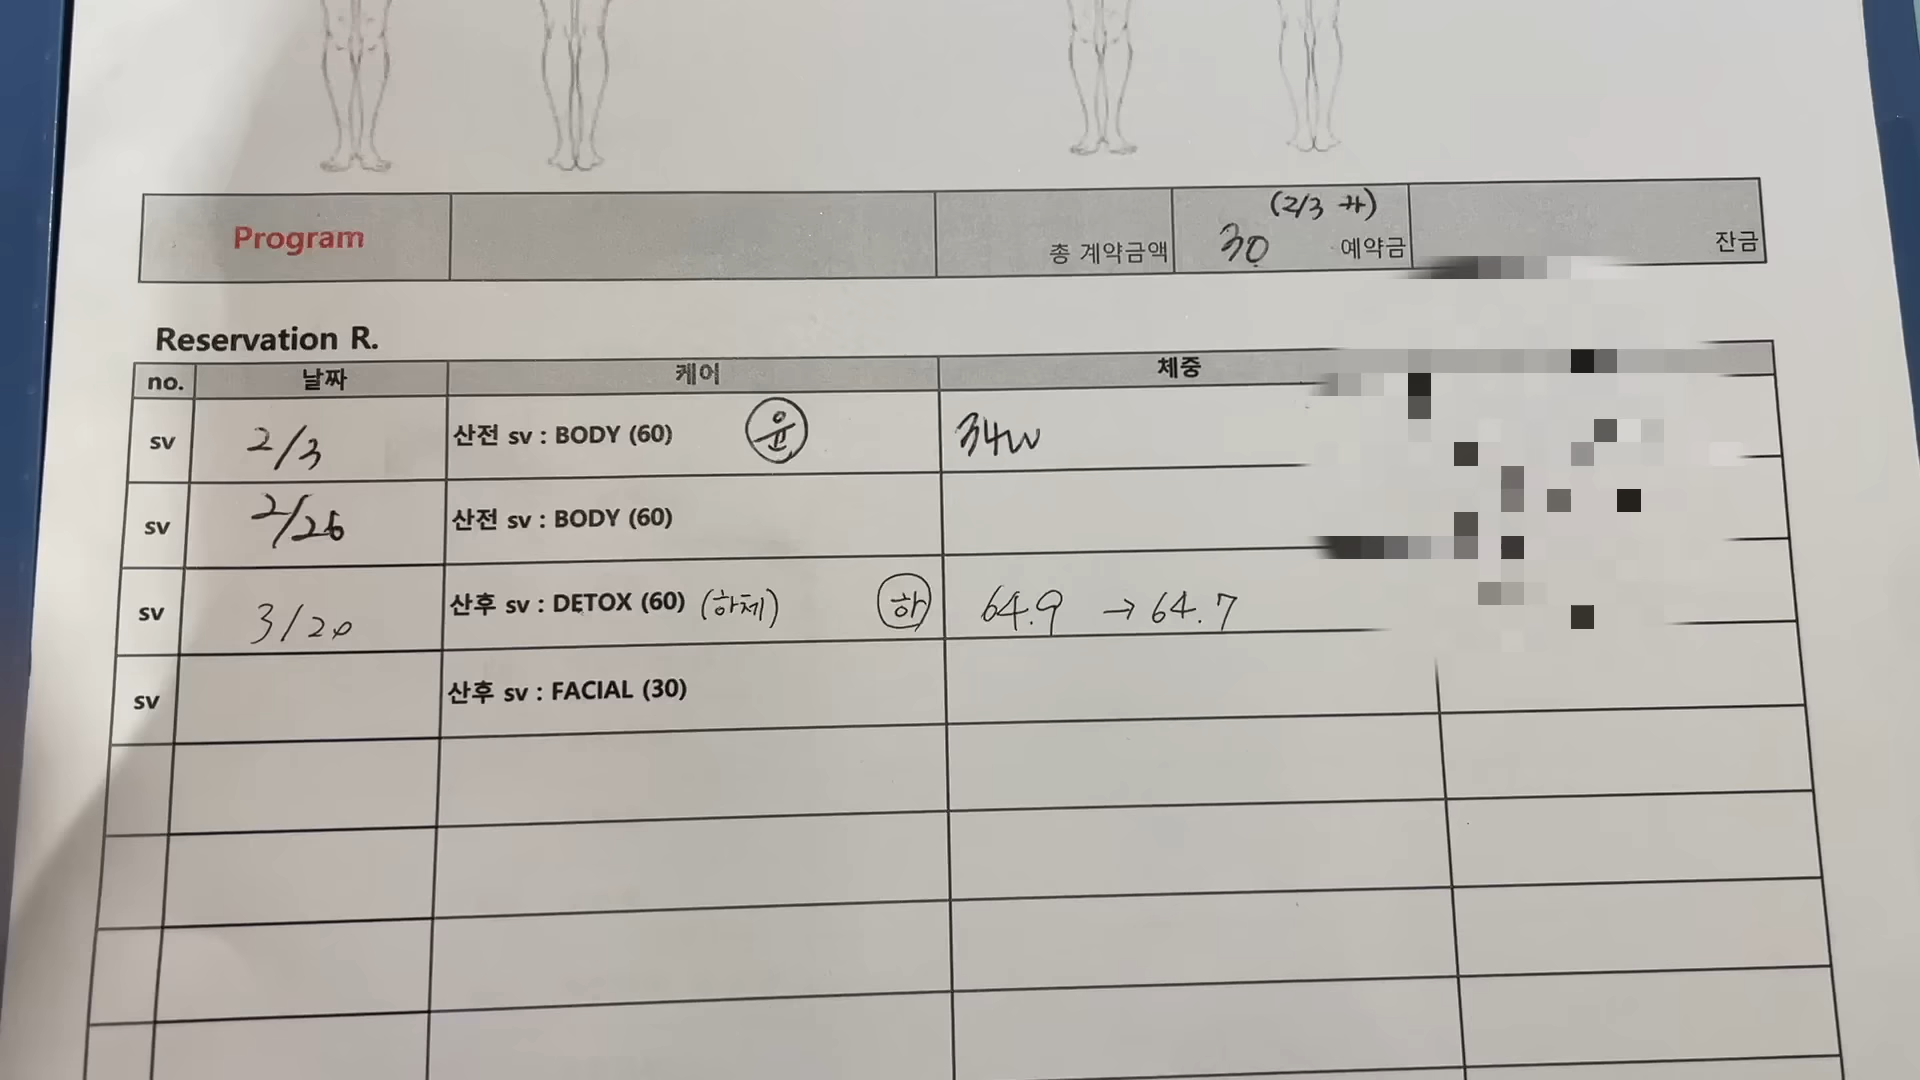 (2/3 카)
Program 총 계약금액 30 예약금 잔금
Reservation R.
no. 날짜 케어 체중
sv 2/3 산전 sv : BODY (60) 윤 34w
sv 2/26 산전 sv : BODY (60)
sv 3/20 산후 sv : DETOX (60) (하체) 하 64.9 → 64.7
sv 산후 sv : FACIAL (30)